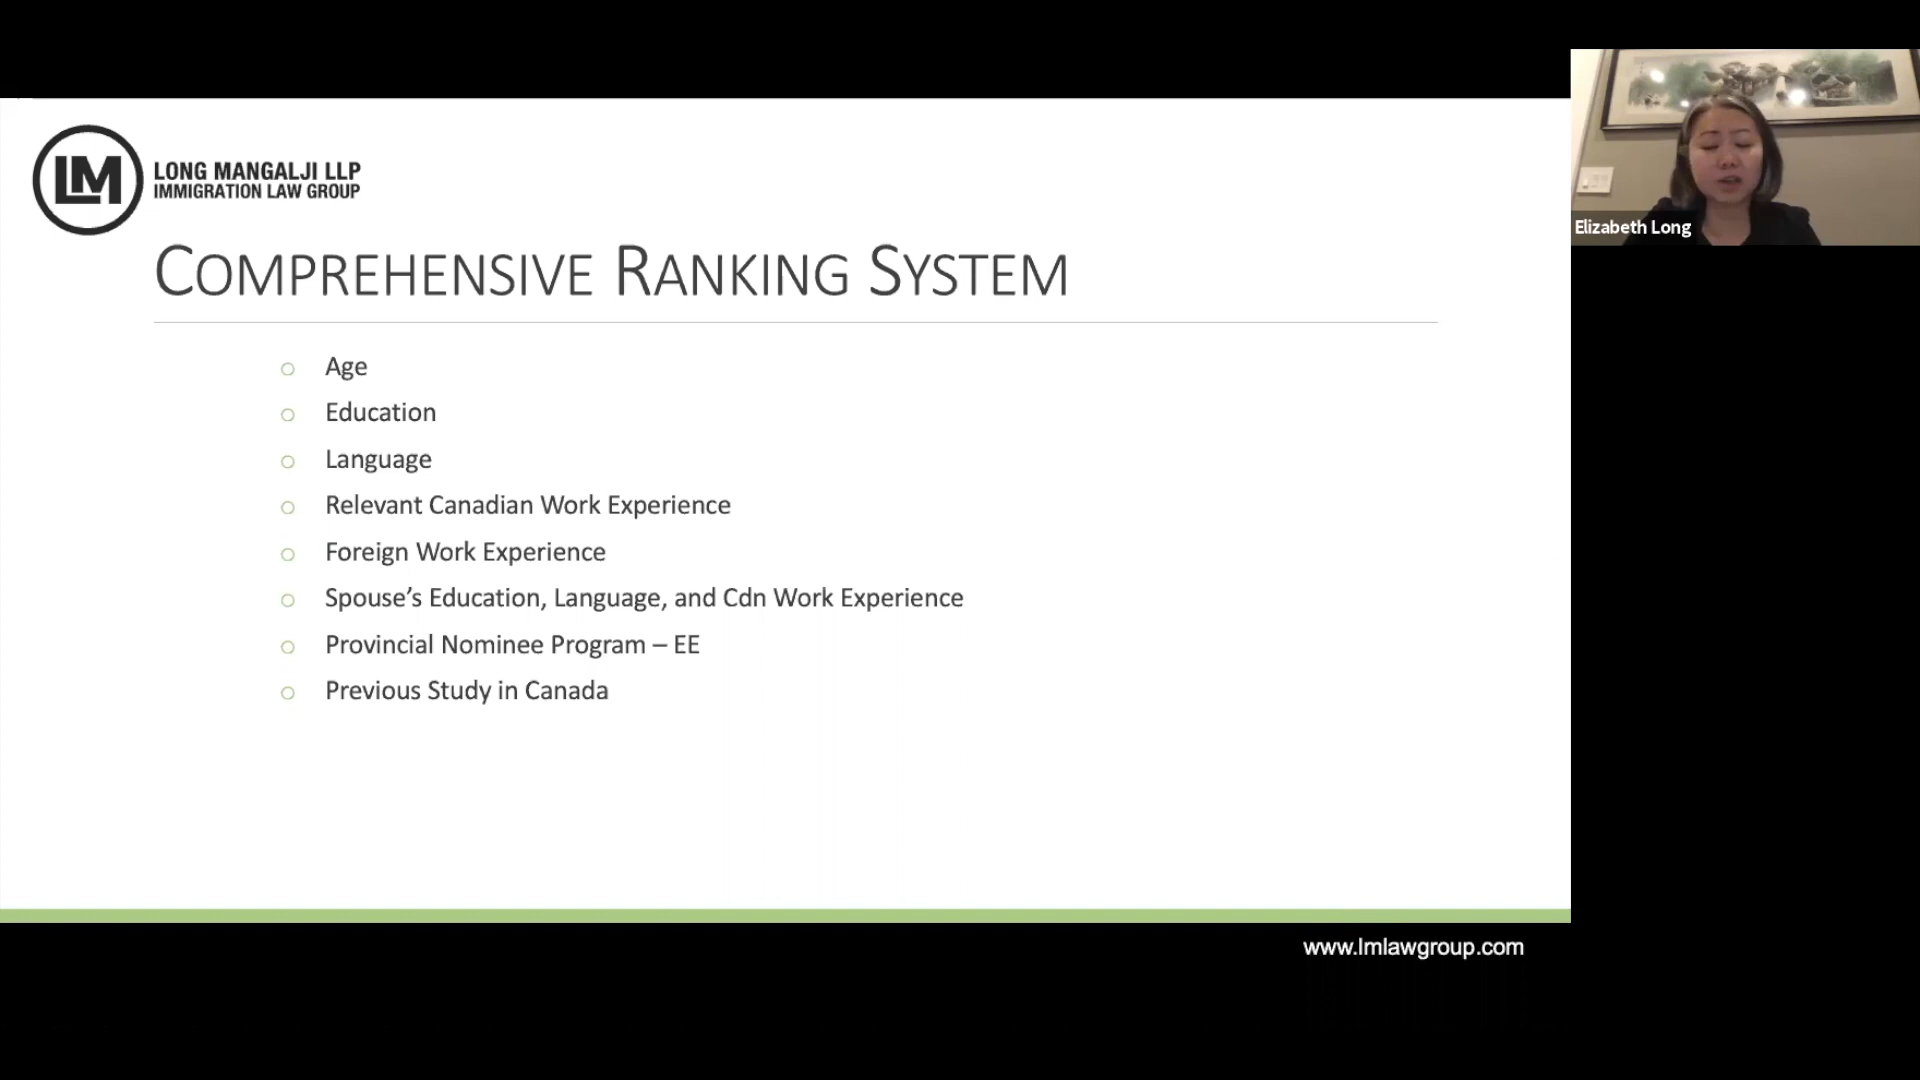 LM
LONG MANGALJI LLP
IMMIGRATION LAW GROUP
COMPREHENSIVE RANKING SYSTEM
Age
Education
Language
Relevant Canadian Work Experience
Foreign Work Experience
Spouse’s Education, Language, and Cdn Work Experience
Provincial Nominee Program – EE
Previous Study in Canada
Elizabeth Long
www.lmlawgroup.com